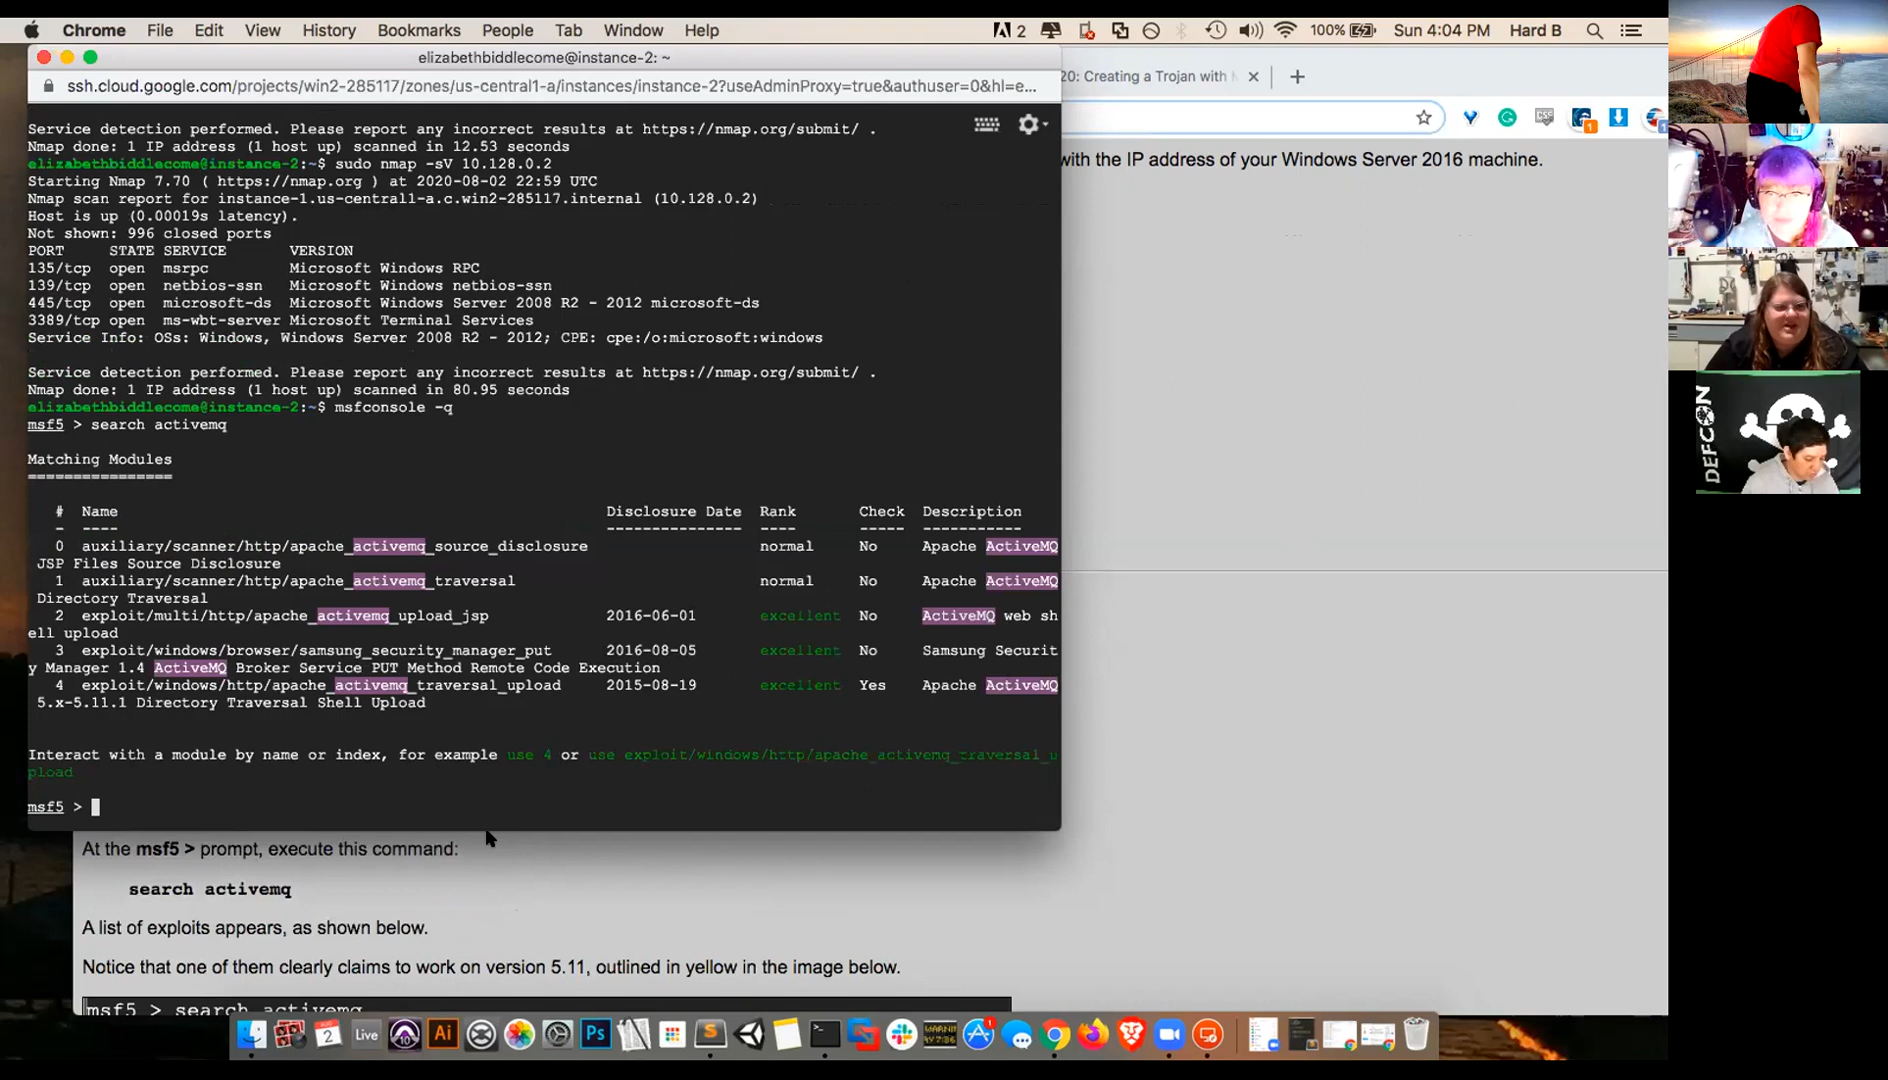 Chrome File Edit View History Bookmarks People Tab Window Help 2 100% Sun 4:04 PM Hard B
elizabethbiddlecome@instance-2: ~
ssh.cloud.google.com/projects/win2-285117/zones/us-central1-a/instances/instance-2?useAdminProxy=true&authuser=0&hl=e...
20: Creating a Trojan with
with the IP address of your Windows Server 2016 machine.
Service detection performed. Please report any incorrect results at https://nmap.org/submit/ .
Nmap done: 1 IP address (1 host up) scanned in 12.53 seconds
elizabethbiddlecome@instance-2:~$ sudo nmap -sV 10.128.0.2
Starting Nmap 7.70 ( https://nmap.org ) at 2020-08-02 22:59 UTC
Nmap scan report for instance-1.us-central1-a.c.win2-285117.internal (10.128.0.2)
Host is up (0.00019s latency).
Not shown: 996 closed ports
PORT STATE SERVICE VERSION
135/tcp open msrpc Microsoft Windows RPC
139/tcp open netbios-ssn Microsoft Windows netbios-ssn
445/tcp open microsoft-ds Microsoft Windows Server 2008 R2 - 2012 microsoft-ds
3389/tcp open ms-wbt-server Microsoft Terminal Services
Service Info: OSs: Windows, Windows Server 2008 R2 - 2012; CPE: cpe:/o:microsoft:windows
Service detection performed. Please report any incorrect results at https://nmap.org/submit/ .
Nmap done: 1 IP address (1 host up) scanned in 80.95 seconds
elizabethbiddlecome@instance-2:~$ msfconsole -q
msf5 > search activemq
Matching Modules
================
# Name Disclosure Date Rank Check Description
- ---- --------------- ---- ----- -----------
0 auxiliary/scanner/http/apache_activemq_source_disclosure normal No Apache ActiveMQ
JSP Files Source Disclosure
1 auxiliary/scanner/http/apache_activemq_traversal normal No Apache ActiveMQ
Directory Traversal
2 exploit/multi/http/apache_activemq_upload_jsp 2016-06-01 excellent No ActiveMQ web sh
ell upload
3 exploit/windows/browser/samsung_security_manager_put 2016-08-05 excellent No Samsung Securit
y Manager 1.4 ActiveMQ Broker Service PUT Method Remote Code Execution
4 exploit/windows/http/apache_activemq_traversal_upload 2015-08-19 excellent Yes Apache ActiveMQ
5.x-5.11.1 Directory Traversal Shell Upload
Interact with a module by name or index, for example use 4 or use exploit/windows/http/apache_activemq_traversal_u
pload
msf5 >
At the msf5 > prompt, execute this command:
search activemq
A list of exploits appears, as shown below.
Notice that one of them clearly claims to work on version 5.11, outlined in yellow in the image below.
msf5 > search activemq
DEFCON
AUG
2
Live
10
Ai
Ps
1